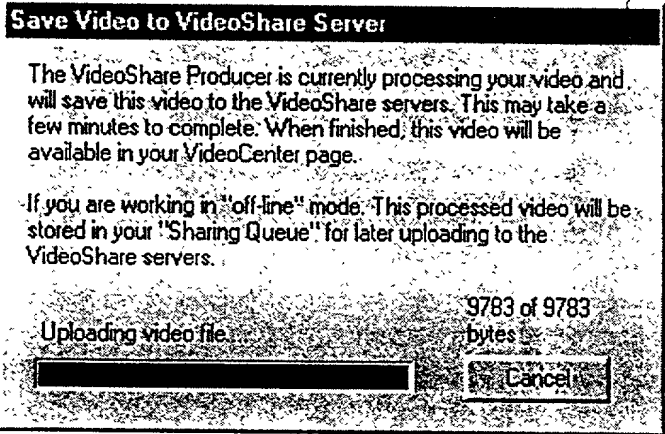 Save Video to VideoShare Server
The VideoShare Producer is currently processing your video and
will save this video to the VideoShare servers. This may take a
few minutes to complete. When finished, this video will be
available in your VideoCenter page.
If you are working in "off-line" mode. This processed video will be
stored in your "Sharing Queue" for later uploading to the
VideoShare servers.
9783 of 9783
Uploading video file... bytes
Cancel